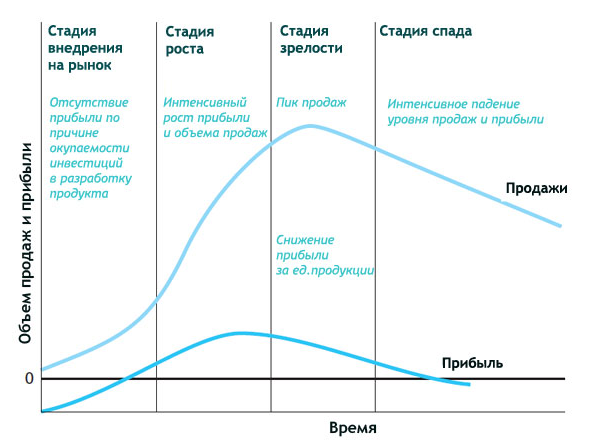 Стадия
внедрения
на рынок
Стадия
роста
Стадия
зрелости
Стадия спада
Отсутствие
прибыли по
причине
окупаемости
инвестиций
в разработку
продукта
Интенсивный
рост прибыли
и объема продаж
Пик продаж
Интенсивное падение
уровня продаж и прибыли
Продажи
Снижение
прибыли
за ед.продукции
Прибыль
Объем продаж и прибыли
0
Время